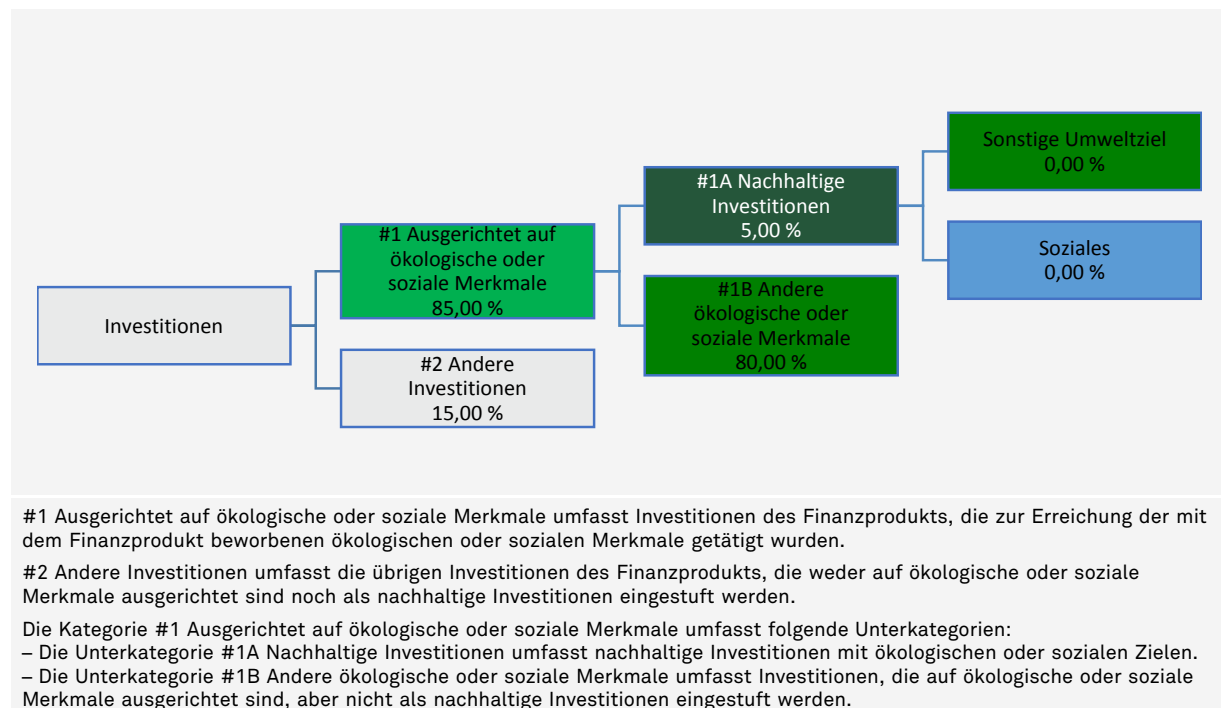 Investitionen
#1 Ausgerichtet auf
ökologische oder
soziale Merkmale
85,00 %
#2 Andere
Investitionen
15,00 %
#1A Nachhaltige
Investitionen
5,00 %
#1B Andere
ökologische oder
soziale Merkmale
80,00 %
Sonstige Umweltziel
0,00 %
Soziales
0,00 %
#1 Ausgerichtet auf ökologische oder soziale Merkmale umfasst Investitionen des Finanzprodukts, die zur Erreichung der mit
dem Finanzprodukt beworbenen ökologischen oder sozialen Merkmale getätigt wurden.
#2 Andere Investitionen umfasst die übrigen Investitionen des Finanzprodukts, die weder auf ökologische oder soziale
Merkmale ausgerichtet sind noch als nachhaltige Investitionen eingestuft werden.
Die Kategorie #1 Ausgerichtet auf ökologische oder soziale Merkmale umfasst folgende Unterkategorien:
– Die Unterkategorie #1A Nachhaltige Investitionen umfasst nachhaltige Investitionen mit ökologischen oder sozialen Zielen.
– Die Unterkategorie #1B Andere ökologische oder soziale Merkmale umfasst Investitionen, die auf ökologische oder soziale
Merkmale ausgerichtet sind, aber nicht als nachhaltige Investitionen eingestuft werden.